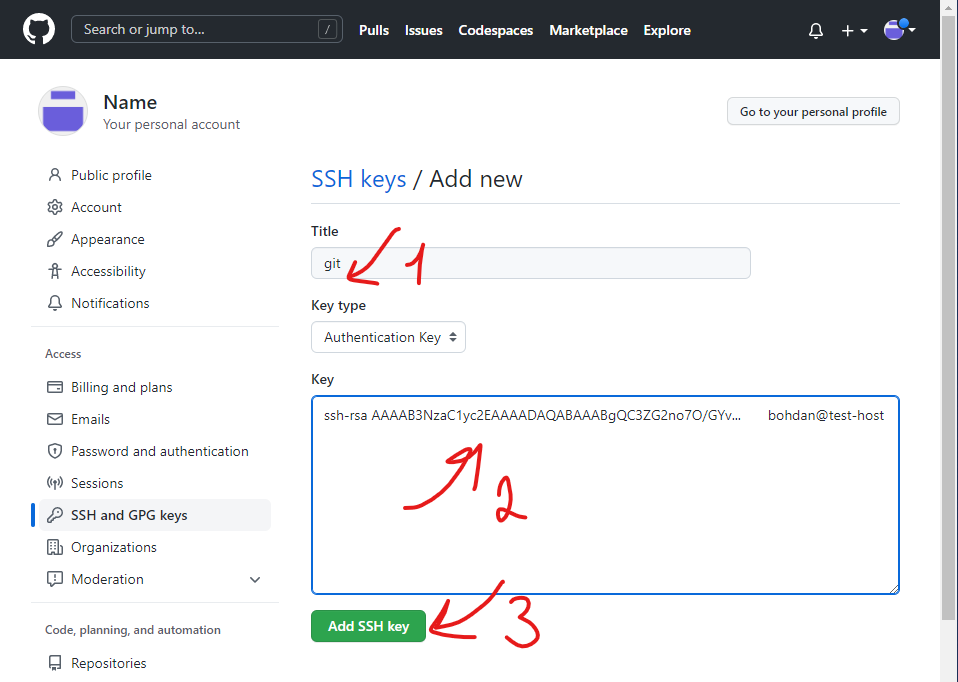 Search or jump to... /
Pulls Issues Codespaces Marketplace Explore
Name
Your personal account
Go to your personal profile
Public profile
Account
Appearance
Accessibility
Notifications
Access
Billing and plans
Emails
Password and authentication
Sessions
SSH and GPG keys
Organizations
Moderation
Code, planning, and automation
Repositories
SSH keys / Add new
Title
git
1
Key type
Authentication Key
Key
ssh-rsa AAAAB3NzaC1yc2EAAAADAQABAAABgQC3ZG2no7O/GYv... bohdan@test-host
2
Add SSH key
3